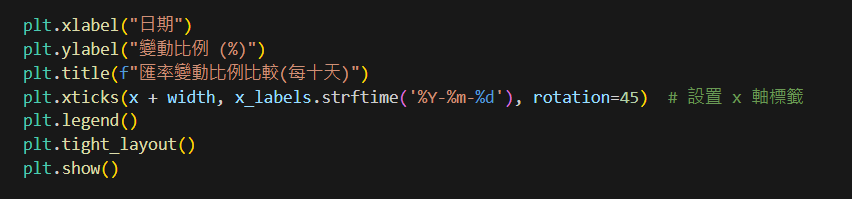 plt.xlabel("日期")
plt.ylabel("變動比例 (%)")
plt.title(f"匯率變動比例比較(每十天)")
plt.xticks(x + width, x_labels.strftime('%Y-%m-%d'), rotation=45)  # 設置 x 軸標籤
plt.legend()
plt.tight_layout()
plt.show()